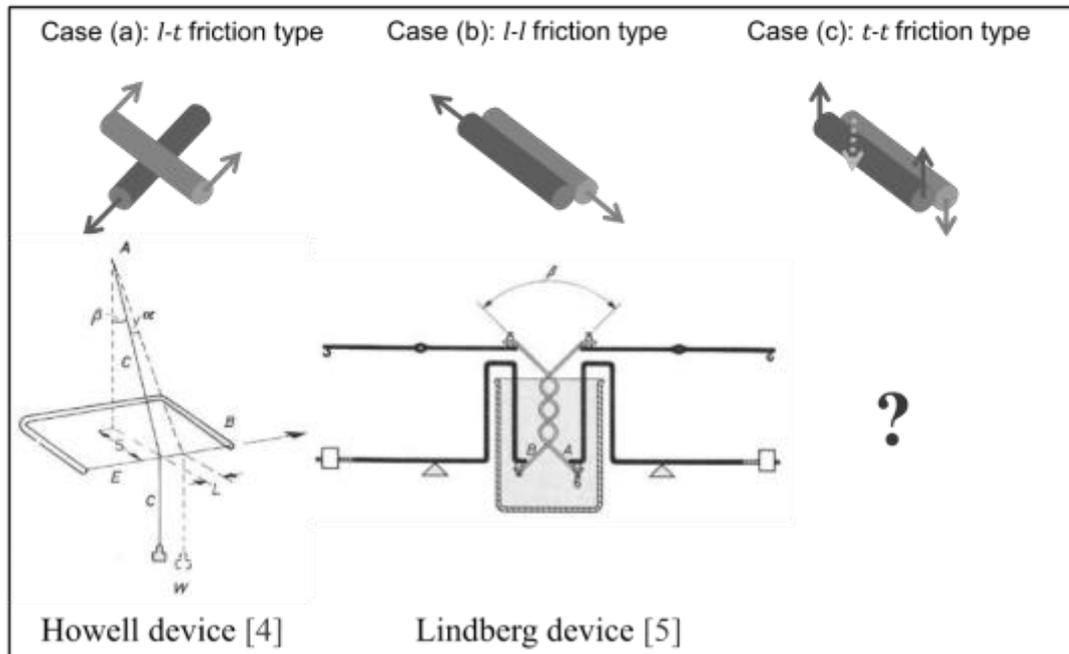 Case (a): l-t friction type
Case (b): l-l friction type
Case (c): t-t friction type
A
β
α
γ
C
B
S
E
L
C
W
β
B
A
?
Howell device [4]
Lindberg device [5]